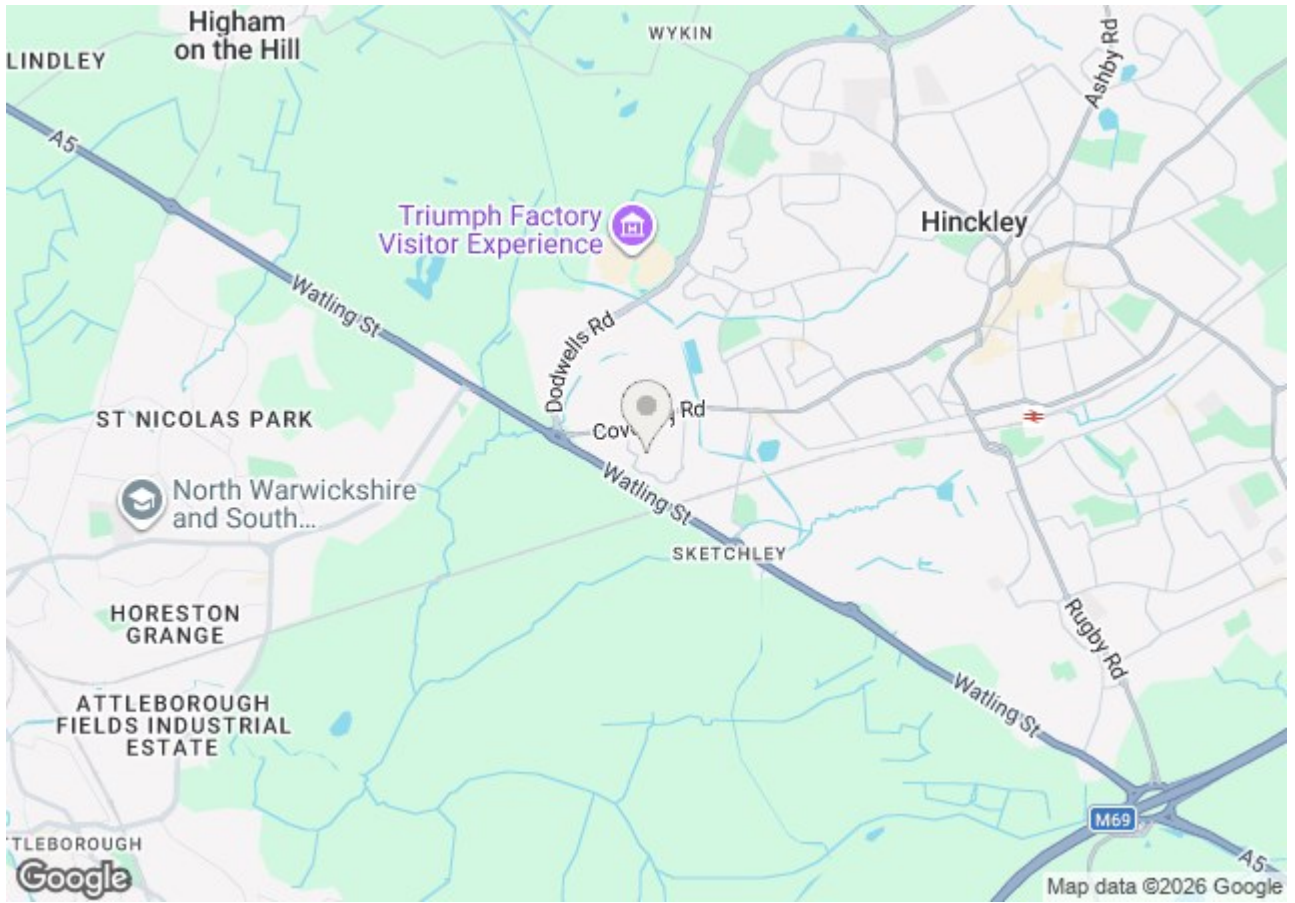 Higham
on the Hill
WYKIN
LINDLEY
Ashby Rd
A5
Triumph Factory
Visitor Experience
Hinckley
Watling St
Dodwells Rd
ST NICOLAS PARK
Rd
North Warwickshire
and South...
Watling St
SKETCHLEY
HORESTON
GRANGE
Rugby Rd
ATTLEBOROUGH
FIELDS INDUSTRIAL
ESTATE
Watling St
M69
TTLEBOROUGH
A5
Google
Map data ©2026 Google